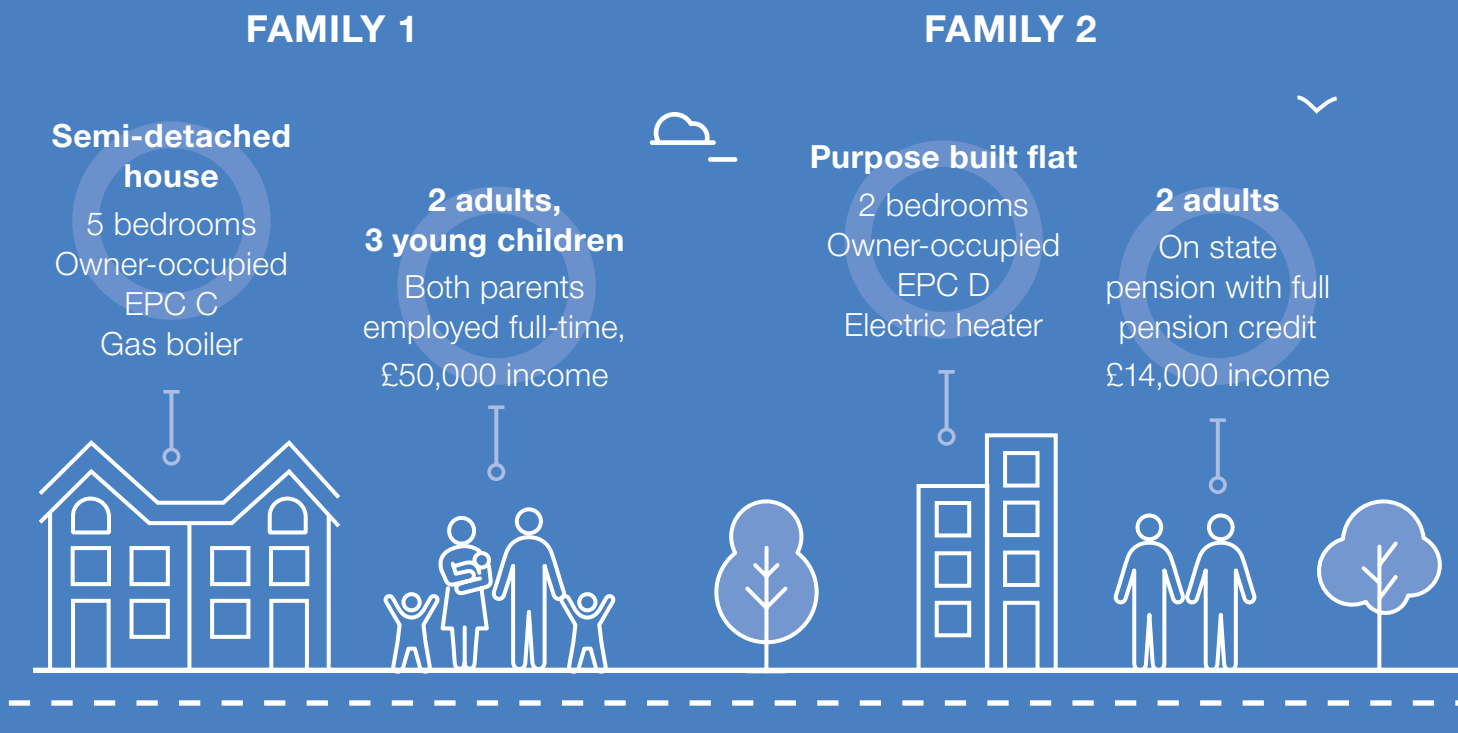 FAMILY 1
Semi-detached
house
5 bedrooms
Owner-occupied
EPC C
Gas boiler
2 adults,
3 young children
Both parents
employed full-time,
£50,000 income
FAMILY 2
Purpose built flat
2 bedrooms
Owner-occupied
EPC D
Electric heater
2 adults
On state
pension with full
pension credit
£14,000 income